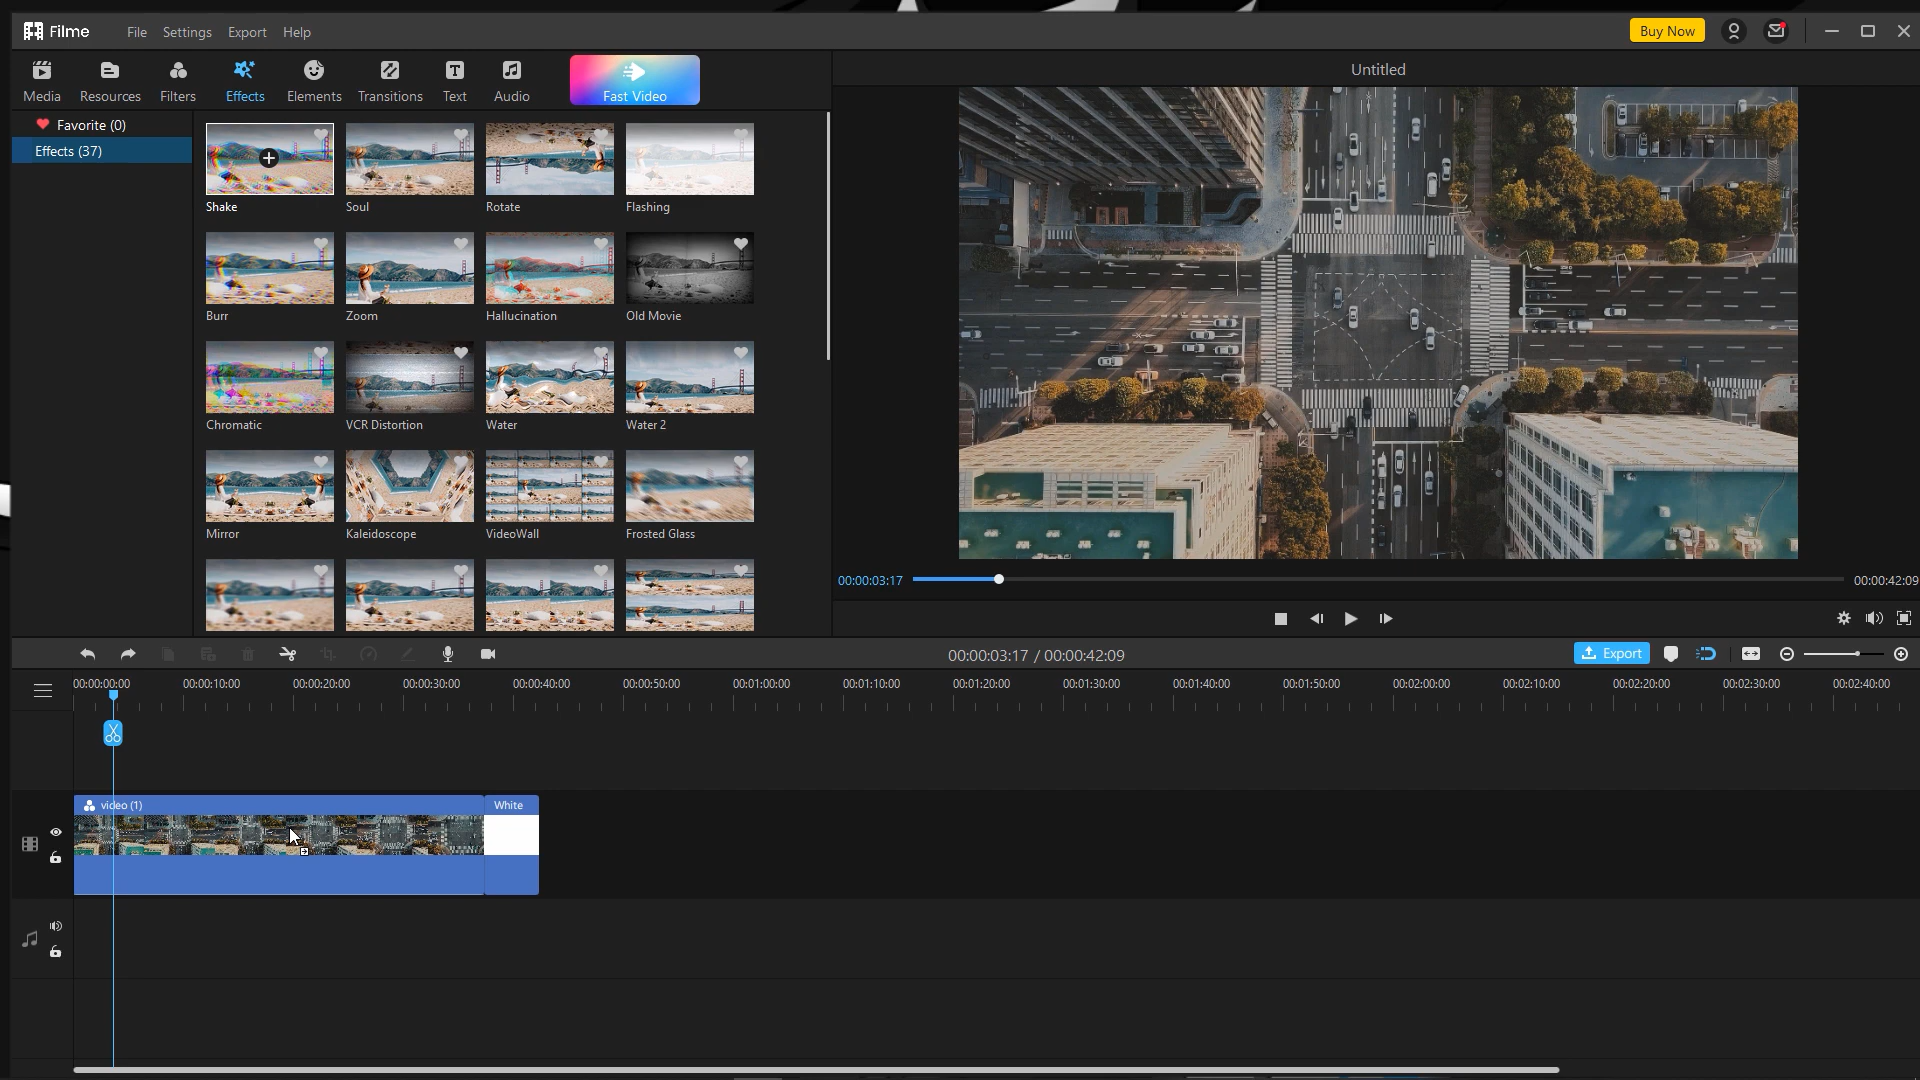 Filme
File Settings Export Help
Buy Now
Media Resources Filters Effects Elements Transitions Text Audio
Fast Video
Untitled
Favorite (0)
Effects (37)
Shake Soul Rotate Flashing
Burr Zoom Hallucination Old Movie
Chromatic VCR Distortion Water Water 2
Mirror Kaleidoscope VideoWall Frosted Glass
00:00:03:17
00:00:42:09
00:00:03:17 / 00:00:42:09
Export
00:00:00:00 00:00:10:00 00:00:20:00 00:00:30:00 00:00:40:00 00:00:50:00 00:01:00:00 00:01:10:00 00:01:20:00 00:01:30:00 00:01:40:00 00:01:50:00 00:02:00:00 00:02:10:00 00:02:20:00 00:02:30:00 00:02:40:00
video (1)
White